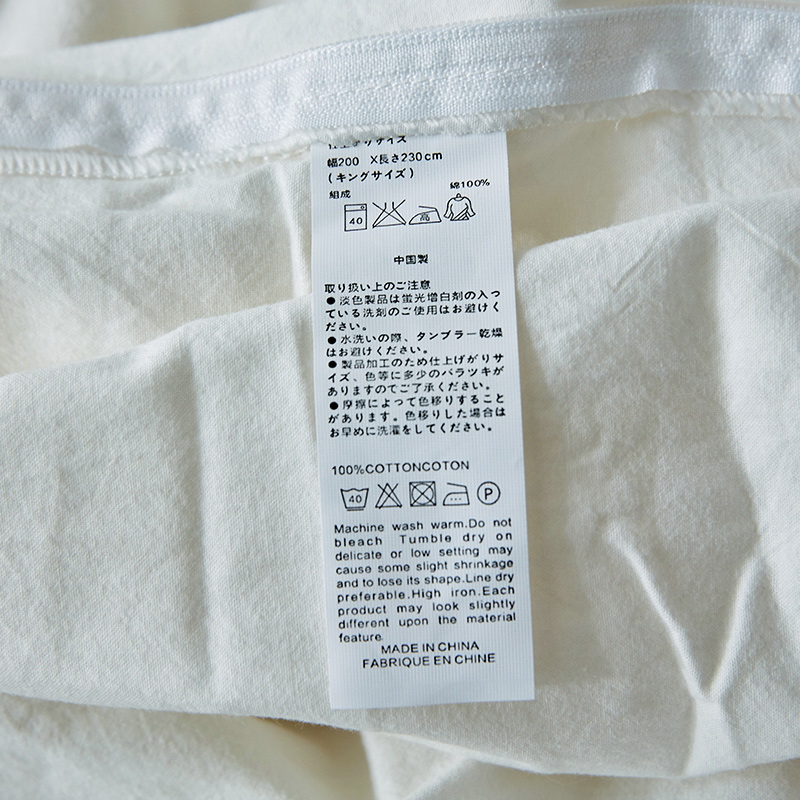 仕上がりサイズ
幅200 X長さ230cm
(キングサイズ)
組成
綿100%
40
高
中国製
取り扱い上のご注意
●淡色製品は蛍光増白剤の入っ
ている洗剤のご使用はお避けく
ださい。
●水洗いの際、タンブラー乾燥
はお避けください。
●製品加工のため仕上げがりサ
イズ、色等に多少のバラツキが
ありますのでご了承ください。
●摩擦によって色移りすること
があります。色移りした場合は
お早めに洗濯をしてください。
100%COTTONCOTON
40
P
Machine wash warm.Do not
bleach Tumble dry on
delicate or low setting may
cause some slight shrinkage
and to lose its shape.Line dry
preferable.High iron.Each
product may look slightly
different upon the material
feature.
MADE IN CHINA
FABRIQUE EN CHINE